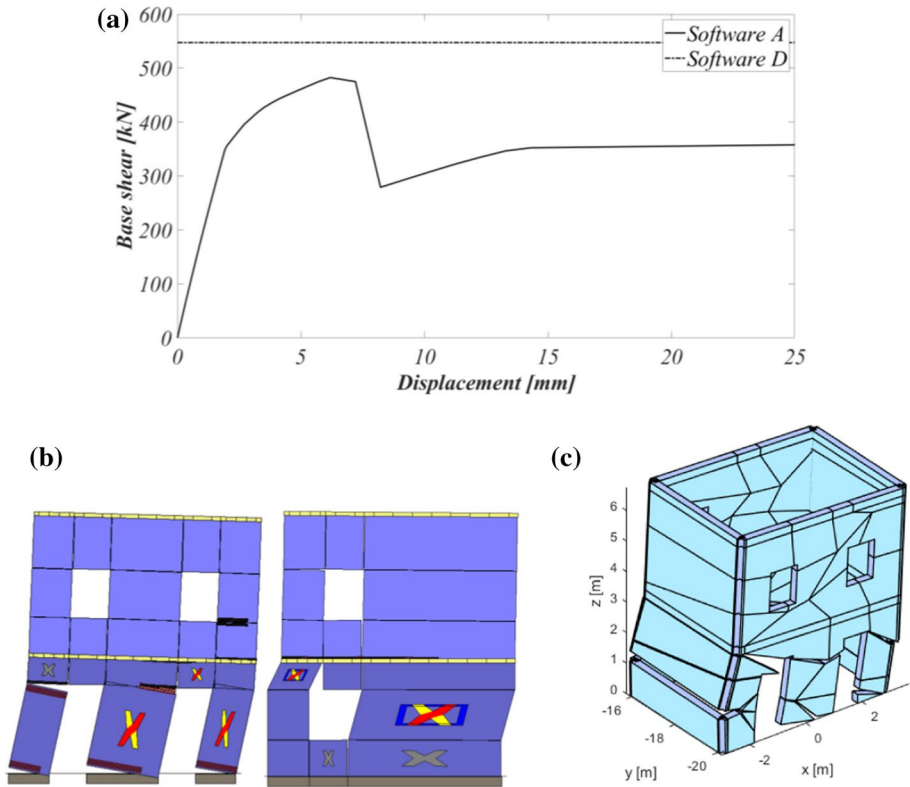 (a)
600
500
400
300
200
100
0
Base shear [kN]
Software A
Software D
0 5 10 15 20 25
Displacement [mm]
(b)
(c)
6
5
4
3
2
1
0
z [m]
-16
-18
-20
y [m]
-2
0
2
x [m]